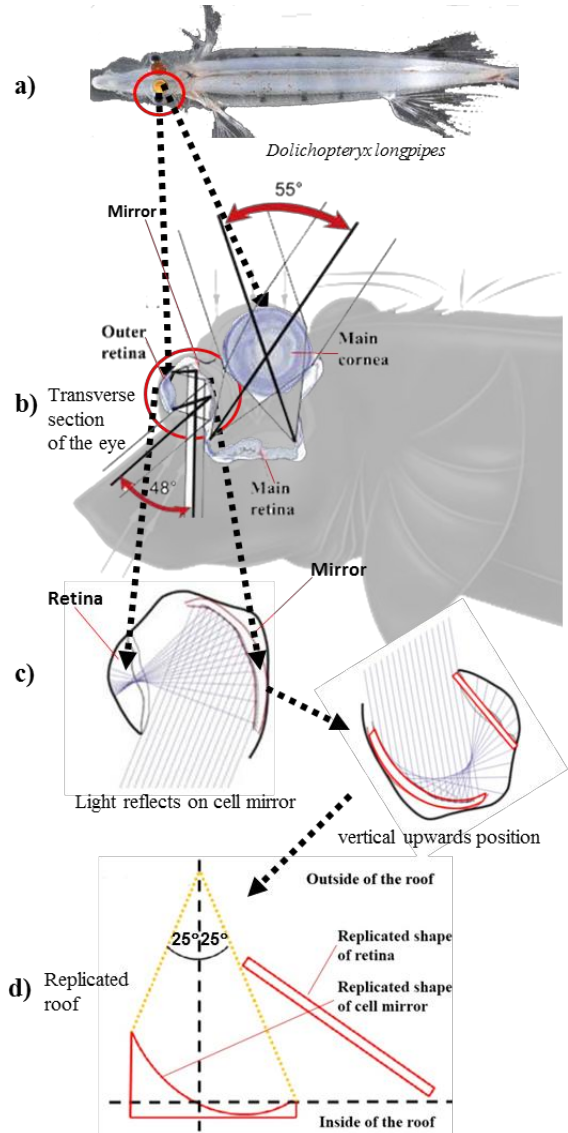 a)
Dolichopteryx longpipes
55°
Mirror
Outer
retina
Main
cornea
b)
Transverse
section
of the eye
48°
Main
retina
Mirror
Retina
c)
Light reflects on cell mirror
vertical upwards position
Outside of the roof
25°25°
Replicated shape
of retina
d)
Replicated
roof
Replicated shape
of cell mirror
Inside of the roof